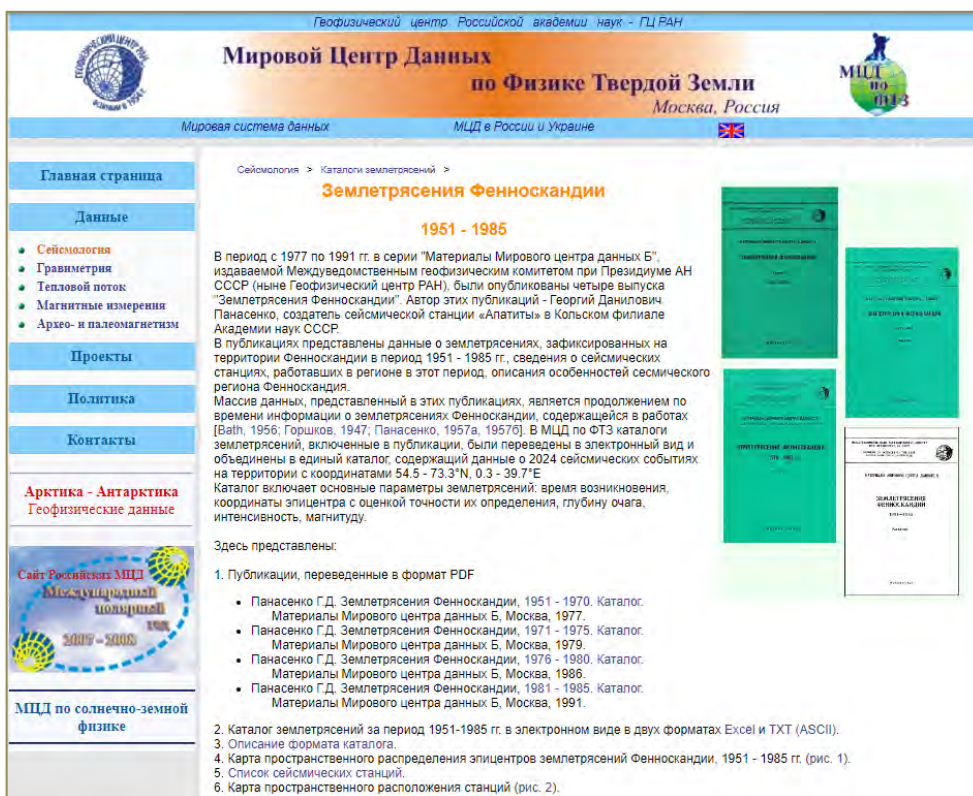 Геофизический центр Российской академии наук - ГЦ РАН
Мировой Центр Данных
по Физике Твердой Земли
Москва, Россия
МЦД
по
ФТЗ
Мировая система данных
МЦД в России и Украине
Главная страница
Данные
Сейсмология
Гравиметрия
Тепловой поток
Магнитные измерения
Архео- и палеомагнетизм
Проекты
Политика
Контакты
Арктика - Антарктика
Геофизические данные
Сайт Российских МЦД
Международный
полярный
год
2007 - 2008
МЦД по солнечно-земной
физике
Сейсмология > Каталоги землетрясений >
Землетрясения Фенноскандии
1951 - 1985
В период с 1977 по 1991 гг. в серии "Материалы Мирового центра данных Б",
издаваемой Междуведомственным геофизическим комитетом при Президиуме АН
СССР (ныне Геофизический центр РАН), были опубликованы четыре выпуска
"Землетрясения Фенноскандии". Автор этих публикаций - Георгий Данилович
Панасенко, создатель сейсмической станции «Апатиты» в Кольском филиале
Академии наук СССР.
В публикациях представлены данные о землетрясениях, зафиксированных на
территории Фенноскандии в период 1951 - 1985 гг., сведения о сейсмических
станциях, работавших в регионе в этот период, описания особенностей сесмического
региона Фенноскандия.
Массив данных, представленный в этих публикациях, является продолжением по
времени информации о землетрясениях Фенноскандии, содержащейся в работах
[Bath, 1956; Горшков, 1947; Панасенко, 1957а, 1957б]. В МЦД по ФТЗ каталоги
землетрясений, включенные в публикации, были переведены в электронный вид и
объединены в единый каталог, содержащий данные о 2024 сейсмических событиях
на территории с координатами 54.5 - 73.3°N, 0.3 - 39.7°E
Каталог включает основные параметры землетрясений: время возникновения,
координаты эпицентра с оценкой точности их определения, глубину очага,
интенсивность, магнитуду.
Здесь представлены:
1. Публикации, переведенные в формат PDF
Панасенко Г.Д. Землетрясения Фенноскандии, 1951 - 1970. Каталог.
Материалы Мирового центра данных Б, Москва, 1977.
Панасенко Г.Д. Землетрясения Фенноскандии, 1971 - 1975. Каталог.
Материалы Мирового центра данных Б, Москва, 1979.
Панасенко Г.Д. Землетрясения Фенноскандии, 1976 - 1980. Каталог.
Материалы Мирового центра данных Б, Москва, 1986.
Панасенко Г.Д. Землетрясения Фенноскандии, 1981 - 1985. Каталог.
Материалы Мирового центра данных Б, Москва, 1991.
2. Каталог землетрясений за период 1951-1985 гг. в электронном виде в двух форматах Excel и TXT (ASCII).
3. Описание формата каталога.
4. Карта пространственного распределения эпицентров землетрясений Фенноскандии, 1951 - 1985 гг. (рис. 1).
5. Список сейсмических станций.
6. Карта пространственного расположения станций (рис. 2).
ЗЕМЛЕТРЯСЕНИЯ
ФЕННОСКАНДИИ